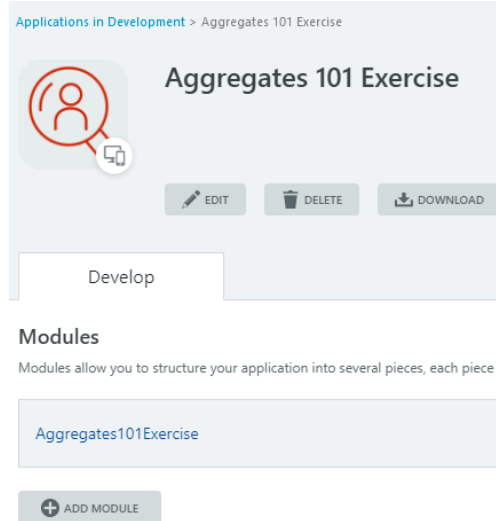 Applications in Development > Aggregates 101 Exercise
Aggregates 101 Exercise
EDIT DELETE DOWNLOAD
Develop
Modules
Modules allow you to structure your application into several pieces, each piece
Aggregates101Exercise
ADD MODULE